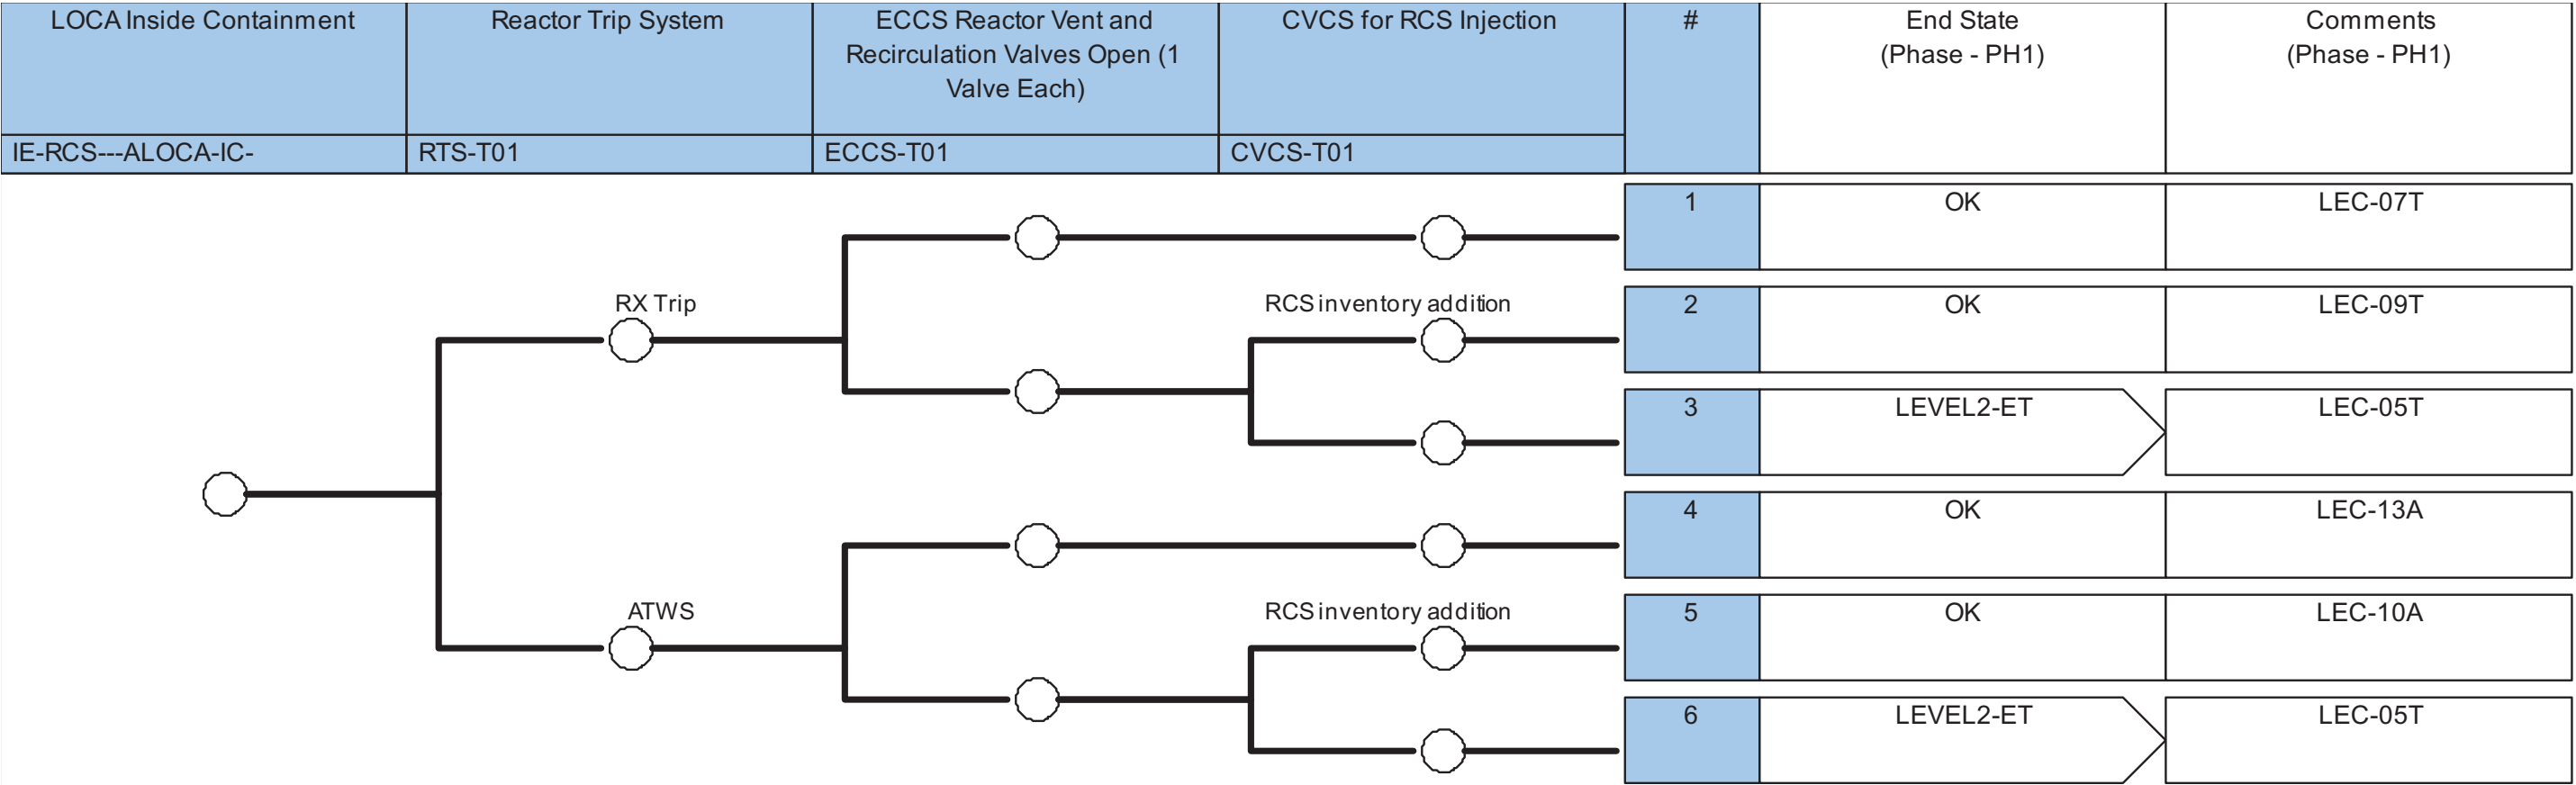 LOCA Inside Containment
Reactor Trip System
ECCS Reactor Vent and
Recirculation Valves Open (1
Valve Each)
CVCS for RCS Injection
#
End State
(Phase - PH1)
Comments
(Phase - PH1)
IE-RCS---ALOCA-IC-
RTS-T01
ECCS-T01
CVCS-T01
1
OK
LEC-07T
RX Trip
RCS inventory addition
2
OK
LEC-09T
3
LEVEL2-ET
LEC-05T
4
OK
LEC-13A
ATWS
RCS inventory addition
5
OK
LEC-10A
6
LEVEL2-ET
LEC-05T